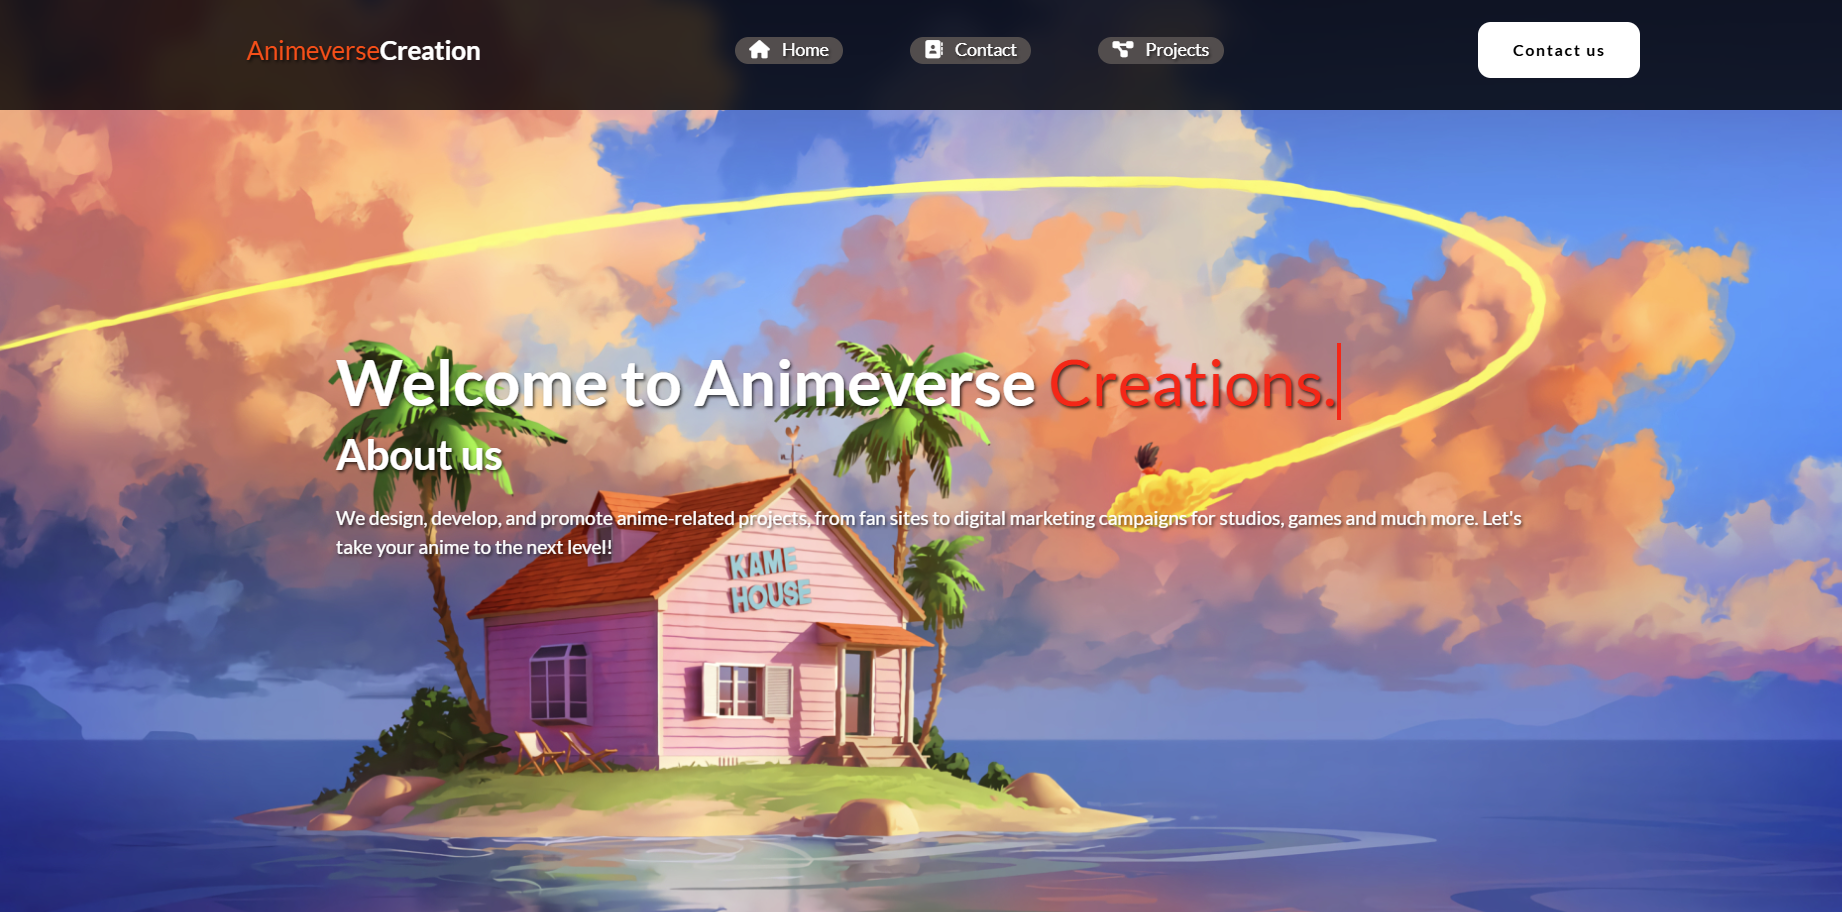 AnimeverseCreation
Home
Contact
Projects
Contact us
Welcome to Animeverse Creations.
About us
We design, develop, and promote anime-related projects, from fan sites to digital marketing campaigns for studios, games and much more. Let's
take your anime to the next level!
KAME
HOUSE